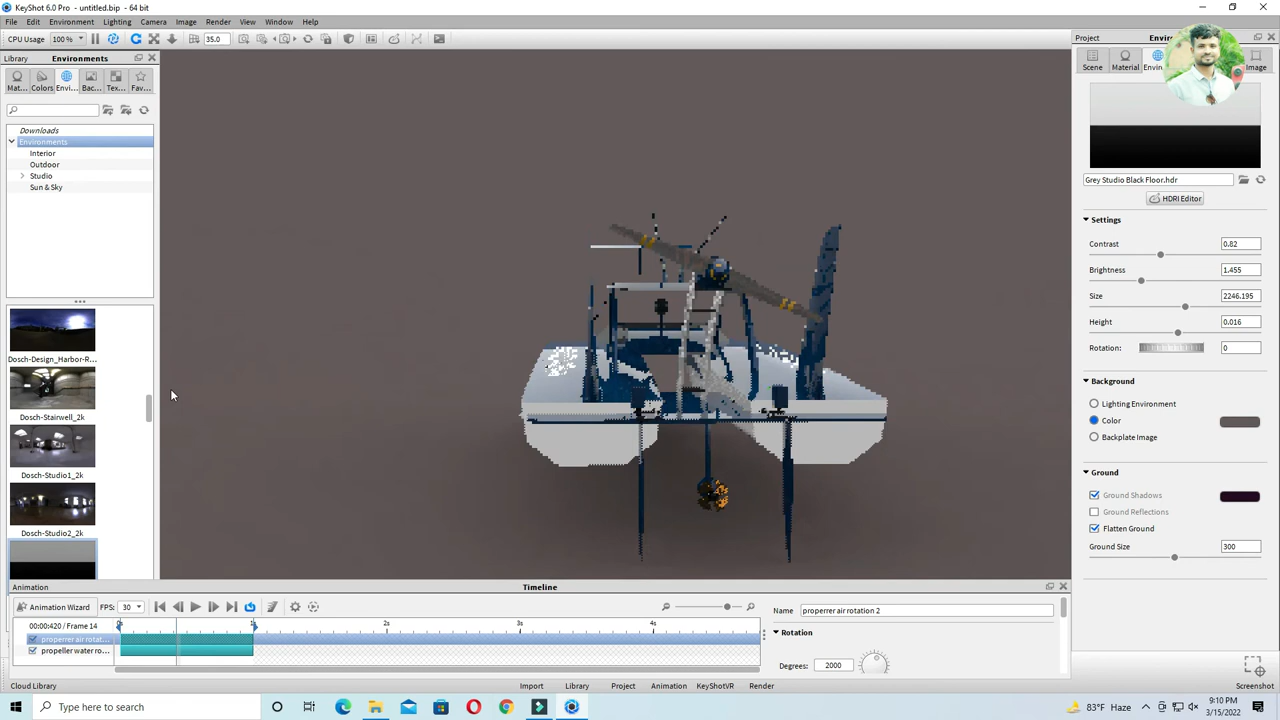 KeyShot 6.0 Pro - untitled.bip - 64 bit
File Edit Environment Lighting Camera Image Render View Window Help
CPU Usage 100 % 35.0
Library Environments
Project
Mat... Colors Envi... Bac... Tex... Fav...
Scene Material Image
Downloads
Environments
Interior
Outdoor
Studio
Sun & Sky
Grey Studio Black Floor.hdr
HDRI Editor
Settings
Contrast 0.82
Brightness 1.455
Size 2246.195
Height 0.016
Rotation: 0
Background
Lighting Environment
Color
Backplate Image
Ground
Ground Shadows
Ground Reflections
Flatten Ground
Ground Size 300
Dosch-Design_Harbor-R...
Dosch-Stairwell_2k
Dosch-Studio1_2k
Dosch-Studio2_2k
Animation Timeline
Animation Wizard FPS: 30
Name properrer air rotation 2
00:00:420 / Frame 14
2s 3s 4s
properrer air rotat...
propeller water ro...
Rotation
Degrees: 2000
Cloud Library Import Library Project Animation KeyShotVR Render Screenshot
Type here to search
83°F Haze
9:10 PM
3/15/2022